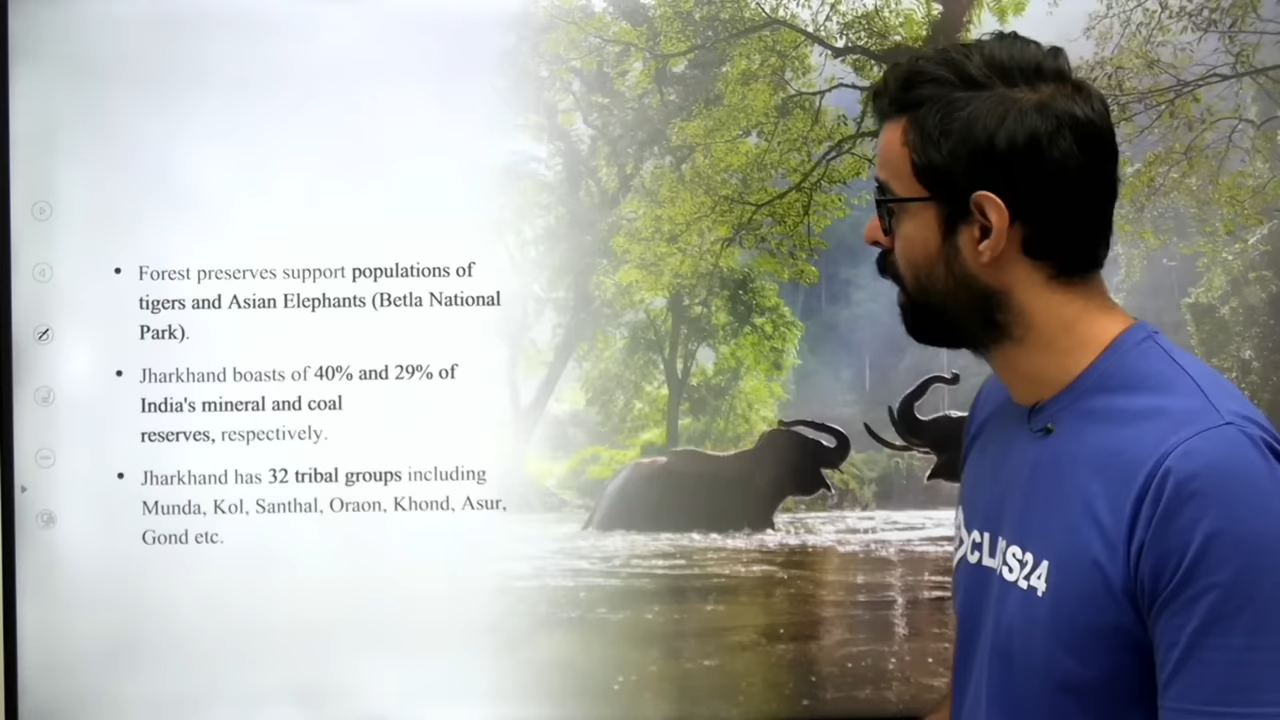 • Forest preserves support populations of
tigers and Asian Elephants (Betla National
Park).
• Jharkhand boasts of 40% and 29% of
India's mineral and coal
reserves, respectively.
• Jharkhand has 32 tribal groups including
Munda, Kol, Santhal, Oraon, Khond, Asur,
Gond etc.